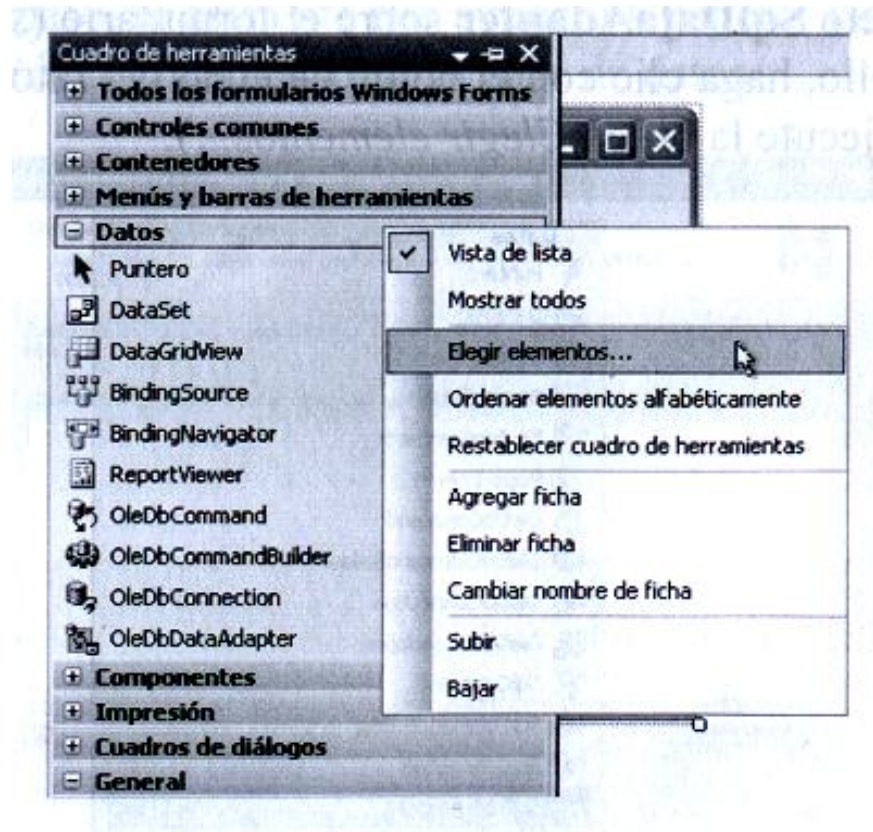 Cuadro de herramientas
Todos los formularios Windows Forms
Controles comunes
Contenedores
Menús y barras de herramientas
Datos
Puntero
DataSet
DataGridView
BindingSource
BindingNavigator
ReportViewer
OleDbCommand
OleDbCommandBuilder
OleDbConnection
OleDbDataAdapter
Componentes
Impresión
Cuadros de diálogos
General
Vista de lista
Mostrar todos
Elegir elementos...
Ordenar elementos alfabéticamente
Restablecer cuadro de herramientas
Agregar ficha
Eliminar ficha
Cambiar nombre de ficha
Subir
Bajar